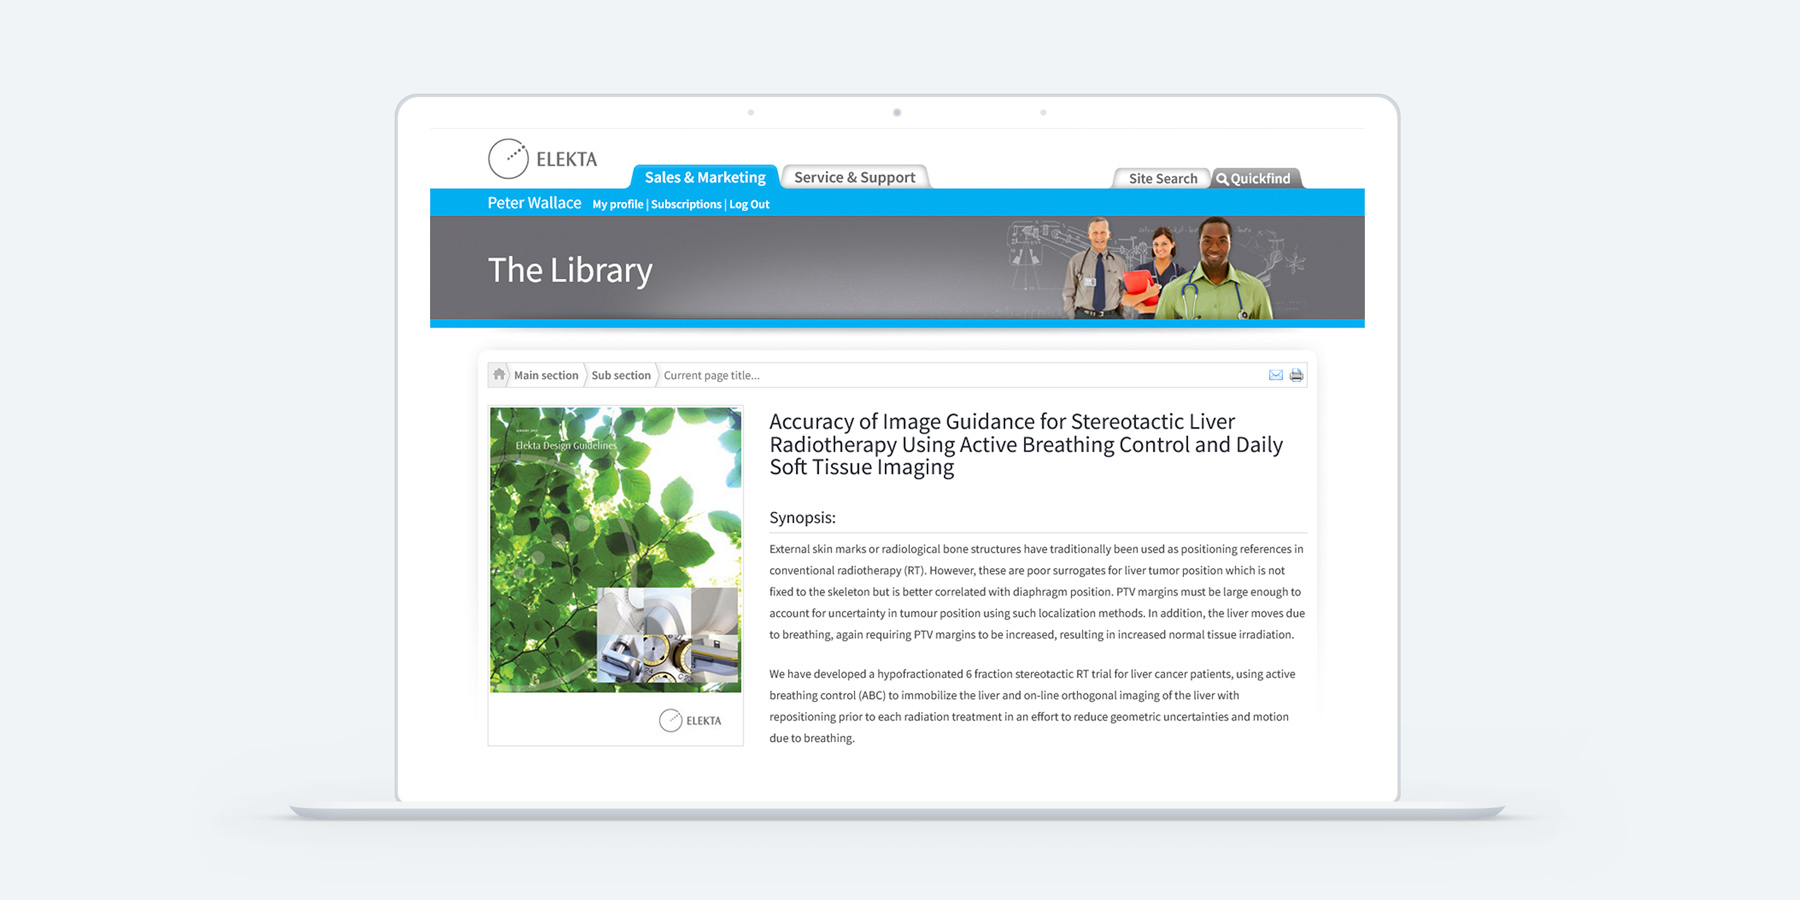 ELEKTA
Sales & Marketing
Service & Support
Site Search
Quickfind
Peter Wallace
My profile | Subscriptions | Log Out
The Library
Main section
Sub section
Current page title...
Elekta Design Guidelines
ELEKTA
Accuracy of Image Guidance for Stereotactic Liver
Radiotherapy Using Active Breathing Control and Daily
Soft Tissue Imaging
Synopsis:
External skin marks or radiological bone structures have traditionally been used as positioning references in
conventional radiotherapy (RT). However, these are poor surrogates for liver tumor position which is not
fixed to the skeleton but is better correlated with diaphragm position. PTV margins must be large enough to
account for uncertainty in tumour position using such localization methods. In addition, the liver moves due
to breathing, again requiring PTV margins to be increased, resulting in increased normal tissue irradiation.
We have developed a hypofractionated 6 fraction stereotactic RT trial for liver cancer patients, using active
breathing control (ABC) to immobilize the liver and on-line orthogonal imaging of the liver with
repositioning prior to each radiation treatment in an effort to reduce geometric uncertainties and motion
due to breathing.